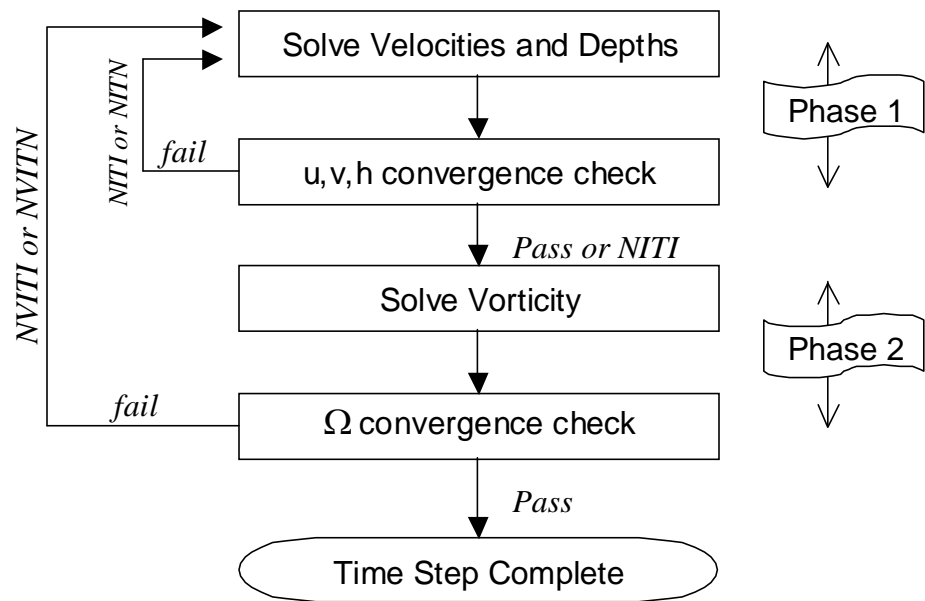 Solve Velocities and Depths
Phase 1
NITI or NITN
fail
u,v,h convergence check
NVITI or NVITN
Pass or NITI
Solve Vorticity
Phase 2
fail
Ω convergence check
Pass
Time Step Complete